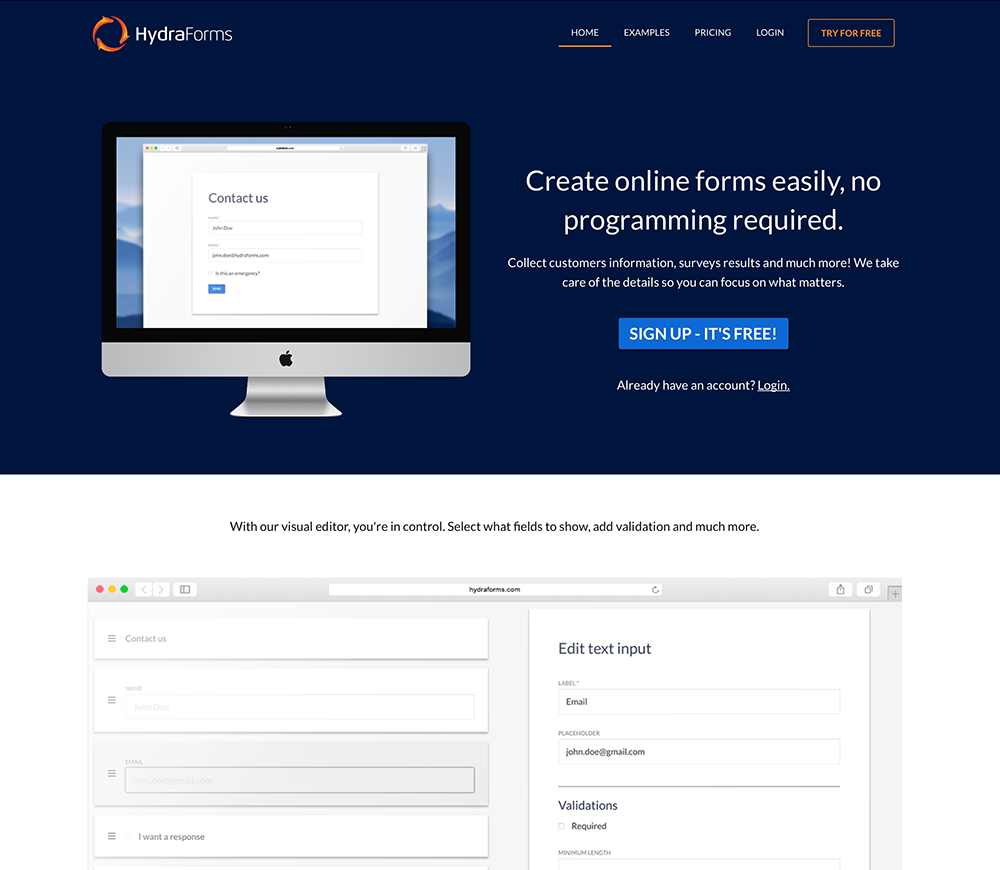 HydraForms
HOME
EXAMPLES
PRICING
LOGIN
TRY FOR FREE
Contact us
NAME *
John Doe
EMAIL *
john.doe@hydraforms.com
Is this an emergency?
Create online forms easily, no
programming required.
Collect customers information, surveys results and much more! We take
care of the details so you can focus on what matters.
SIGN UP - IT'S FREE!
Already have an account? Login.
With our visual editor, you're in control. Select what fields to show, add validation and much more.
hydraforms.com
Contact us
NAME
John Doe
EMAIL
john.doe@gmail.com
I want a response
Edit text input
LABEL *
Email
PLACEHOLDER
john.doe@gmail.com
Validations
Required
MINIMUM LENGTH